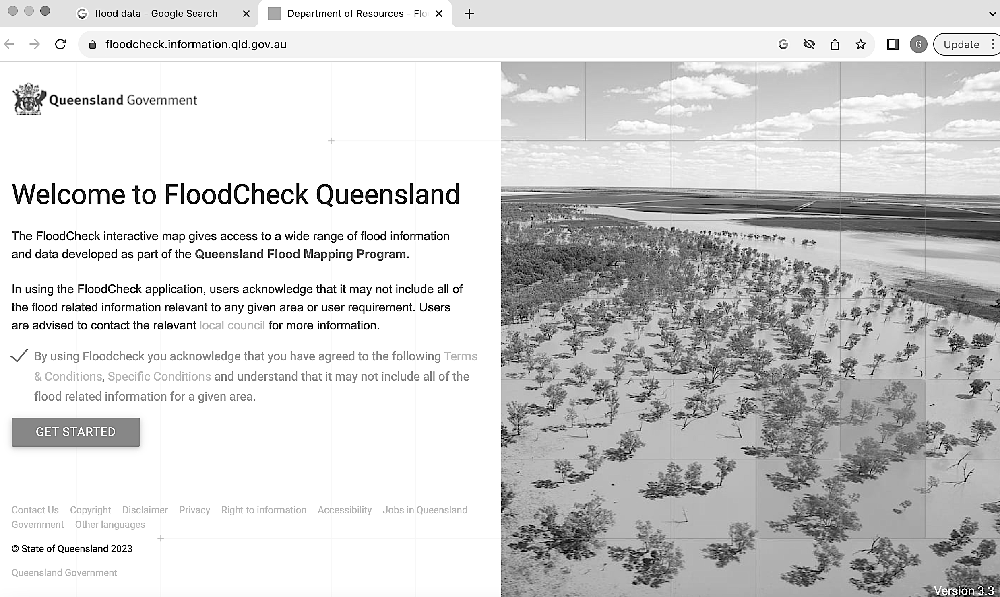 flood data - Google Search
Department of Resources - Flo
floodcheck.information.qld.gov.au
G
Update
Queensland Government
Welcome to FloodCheck Queensland
The FloodCheck interactive map gives access to a wide range of flood information
and data developed as part of the Queensland Flood Mapping Program.
In using the FloodCheck application, users acknowledge that it may not include all of
the flood related information relevant to any given area or user requirement. Users
are advised to contact the relevant local council for more information.
By using Floodcheck you acknowledge that you have agreed to the following Terms
& Conditions, Specific Conditions and understand that it may not include all of the
flood related information for a given area.
GET STARTED
Contact Us Copyright Disclaimer Privacy Right to information Accessibility Jobs in Queensland
Government Other languages
© State of Queensland 2023
Queensland Government
Version 3.3